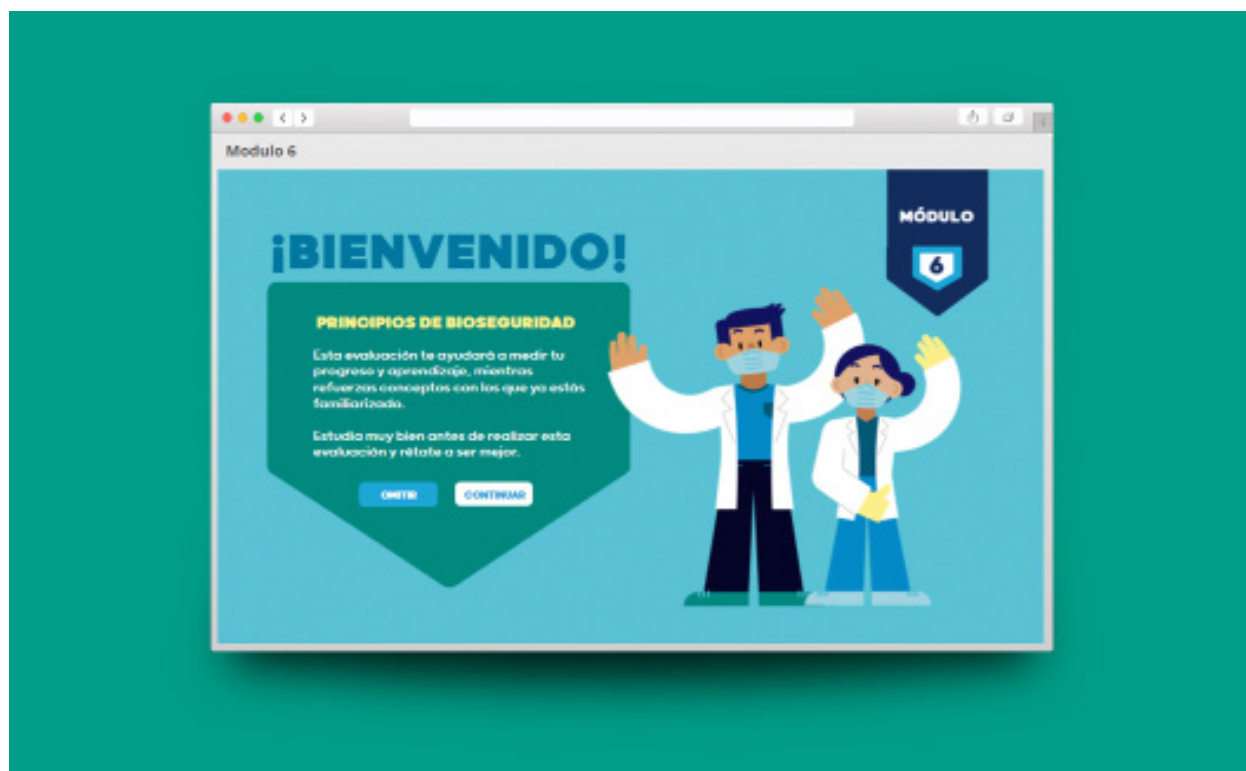 Modulo 6
MÓDULO
6
¡BIENVENIDO!
PRINCIPIOS DE BIOSEGURIDAD
Esta evaluación te ayudará a medir tu
progreso y aprendizaje, mientras
refuerzas conceptos con los que ya estás
familiarizado.
Estudia muy bien antes de realizar esta
evaluación y rétate a ser mejor.
OMITIR
CONTINUAR